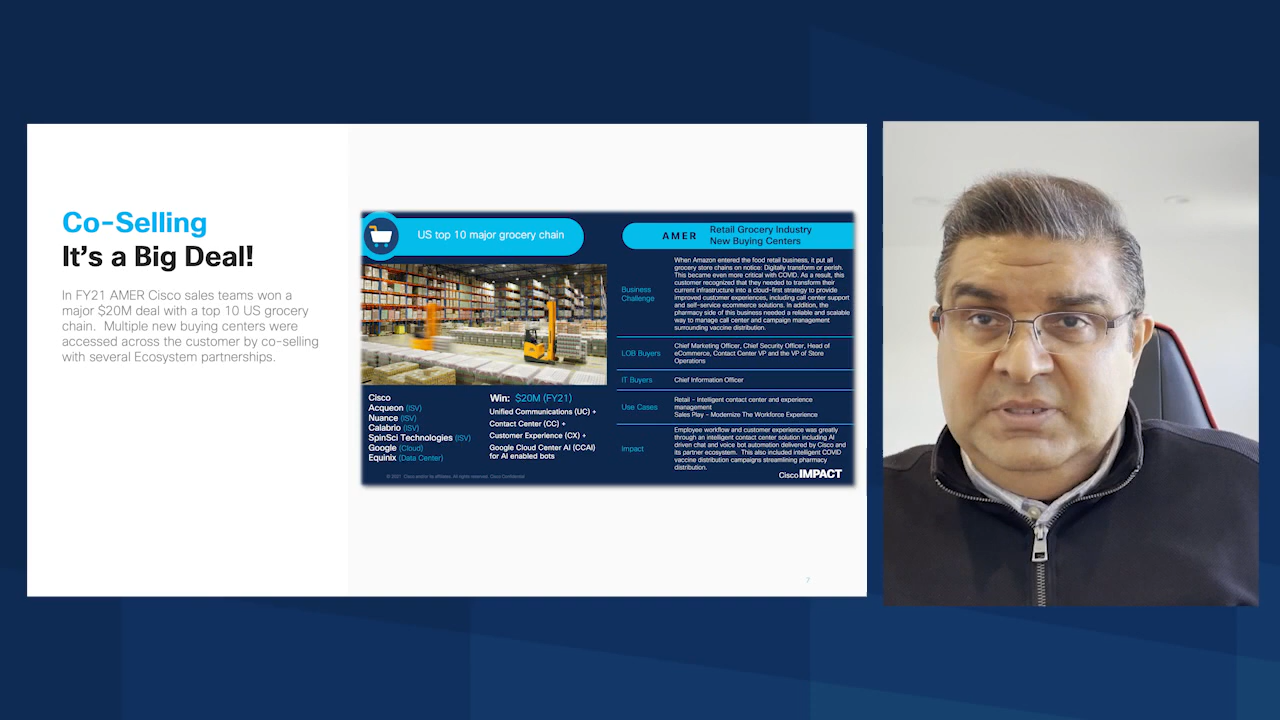 Co-Selling
It's a Big Deal!
In FY21 AMER Cisco sales teams won a
major $20M deal with a top 10 US grocery
chain. Multiple new buying centers were
accessed across the customer by co-selling
with several Ecosystem partnerships.
US top 10 major grocery chain
Cisco
Acqueon (ISV)
Nuance (ISV)
Calabrio (ISV)
SpinSci Technologies (ISV)
Google (Cloud)
Equinix (Data Center)
Win: $20M (FY21)
Unified Communications (UC) +
Contact Center (CC) +
Customer Experience (CX) +
Google Cloud Center AI (CCAI)
for AI enabled bots
© 2021 Cisco and/or its affiliates. All rights reserved. Cisco Confidential
AMER
Retail Grocery Industry
New Buying Centers
Business
Challenge
When Amazon entered the food retail business, it put all
grocery store chains on notice: Digitally transform or perish.
This became even more critical with COVID. As a result, this
customer recognized that they needed to transform their
current infrastructure into a cloud-first strategy to provide
improved customer experiences, including call center support
and self-service ecommerce solutions. In addition, the
pharmacy side of this business needed a reliable and scalable
way to manage call center and campaign management
surrounding vaccine distribution.
LOB Buyers
Chief Marketing Officer, Chief Security Officer, Head of
eCommerce, Contact Center VP and the VP of Store
Operations
IT Buyers
Chief Information Officer
Use Cases
Retail – Intelligent contact center and experience
management
Sales Play – Modernize The Workforce Experience
Impact
Employee workflow and customer experience was greatly
through an intelligent contact center solution including AI
driven chat and voice bot automation delivered by Cisco and
its partner ecosystem. This also included intelligent COVID
vaccine distribution campaigns streamlining pharmacy
distribution.
Cisco IMPACT
7